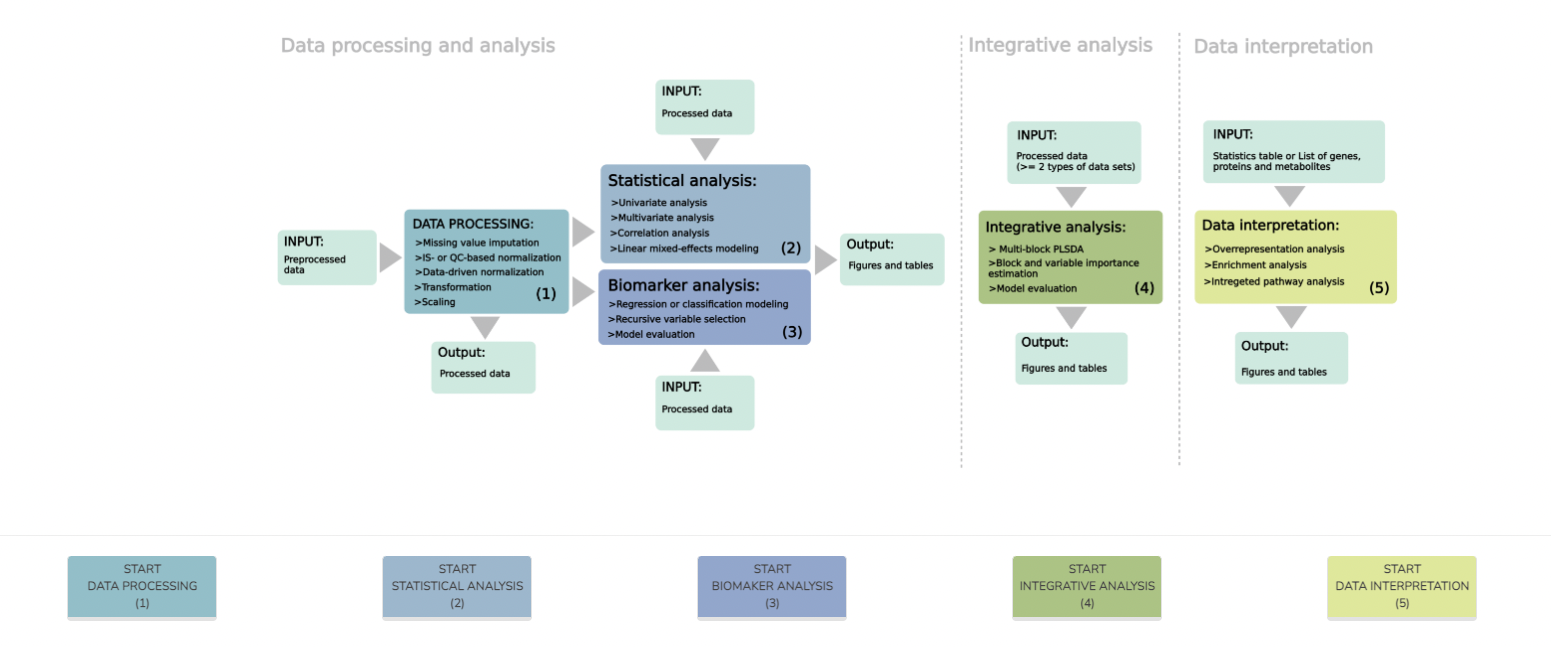 Data processing and analysis
Integrative analysis
Data interpretation
INPUT:
Preprocessed
data
DATA PROCESSING:
>Missing value imputation
>IS- or QC-based normalization
>Data-driven normalization
>Transformation
>Scaling
(1)
Output:
Processed data
INPUT:
Processed data
Statistical analysis:
>Univariate analysis
>Multivariate analysis
>Correlation analysis
>Linear mixed-effects modeling
(2)
Biomarker analysis:
>Regression or classification modeling
>Recursive variable selection
>Model evaluation
(3)
INPUT:
Processed data
Output:
Figures and tables
INPUT:
Processed data
(>= 2 types of data sets)
Integrative analysis:
> Multi-block PLSDA
>Block and variable importance
estimation
>Model evaluation
(4)
Output:
Figures and tables
INPUT:
Statistics table or List of genes,
proteins and metabolites
Data interpretation:
>Overrepresentation analysis
>Enrichment analysis
>Intregeted pathway analysis
(5)
Output:
Figures and tables
START
DATA PROCESSING
(1)
START
STATISTICAL ANALYSIS
(2)
START
BIOMAKER ANALYSIS
(3)
START
INTEGRATIVE ANALYSIS
(4)
START
DATA INTERPRETATION
(5)